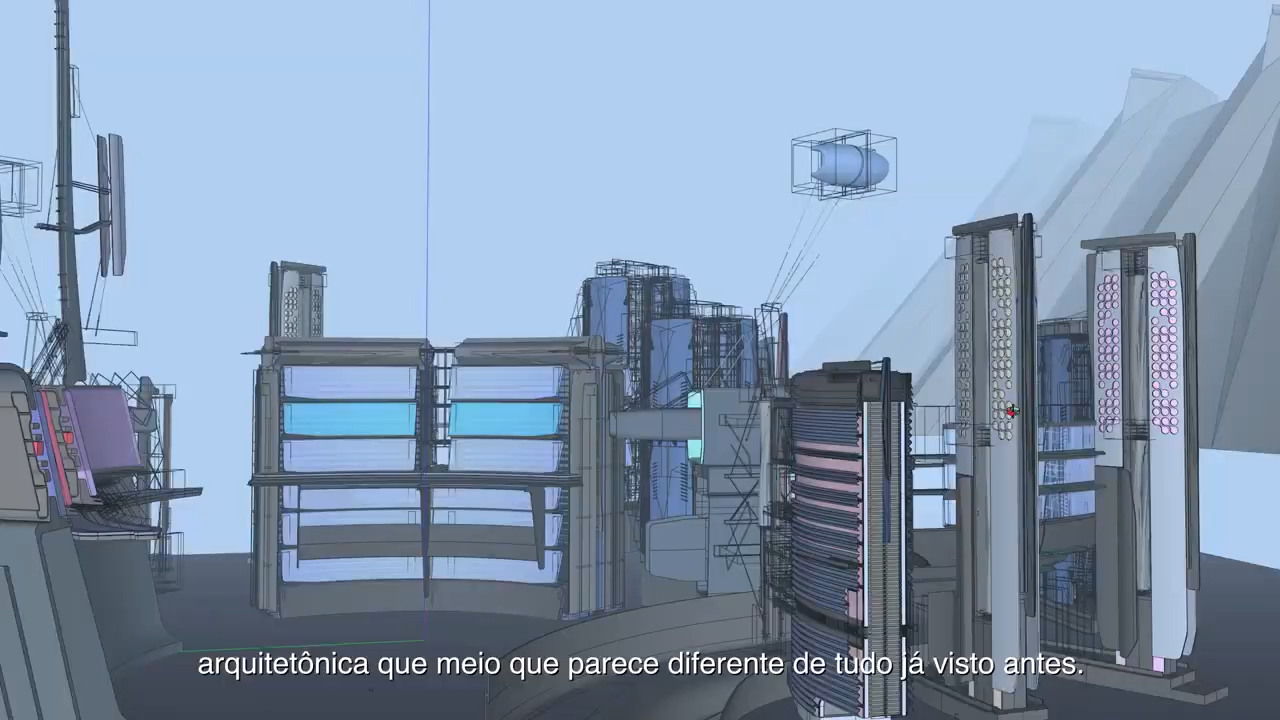 arquitetônica que meio que parece diferente de tudo já visto antes.